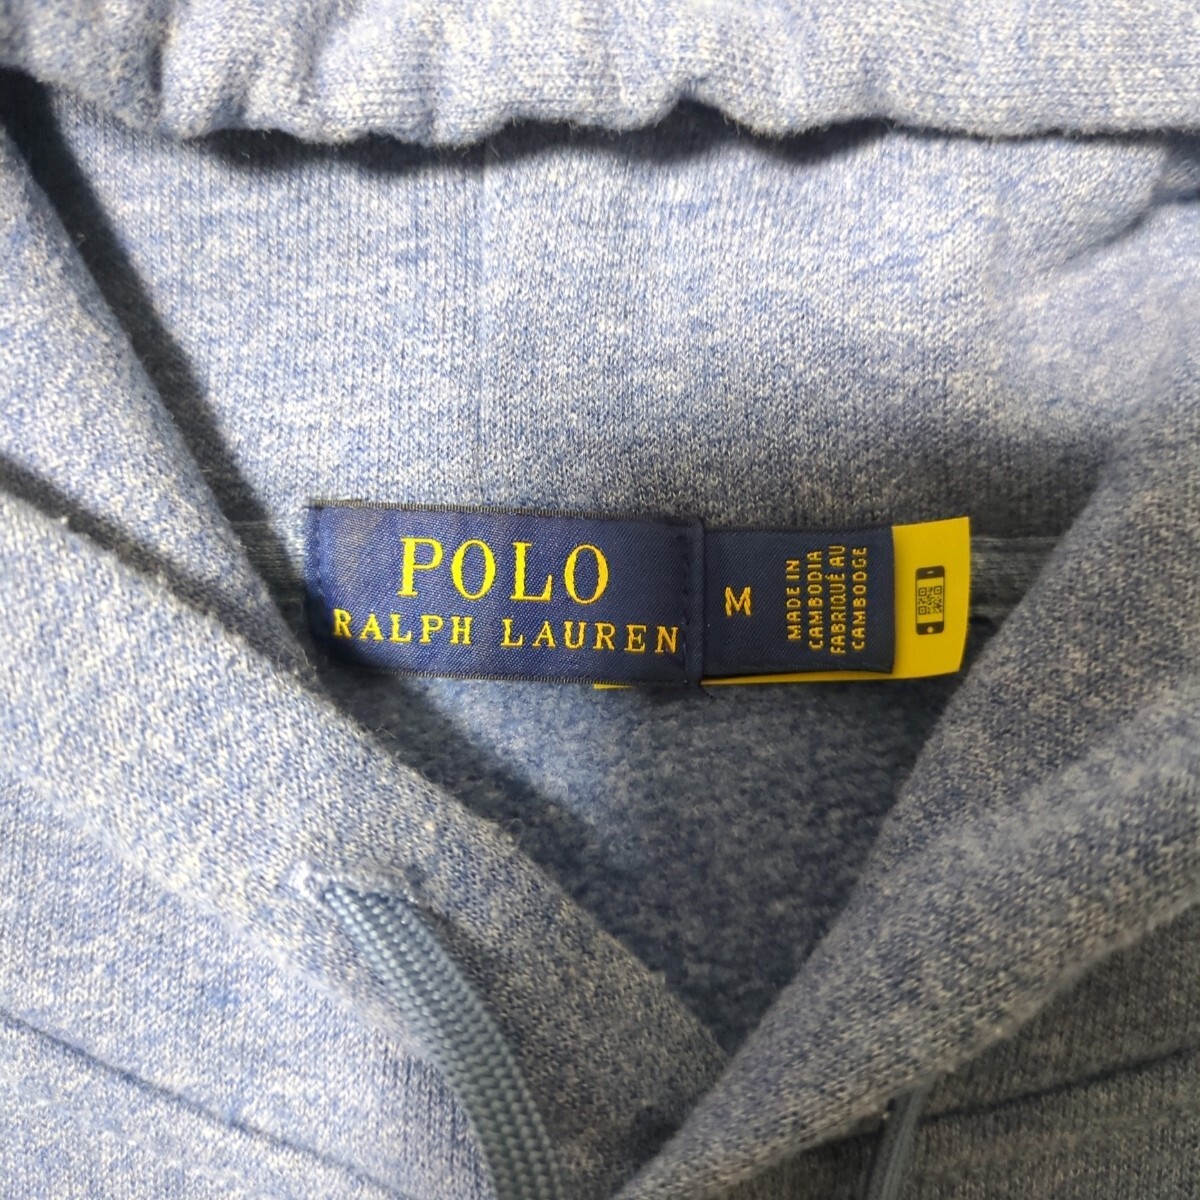 POLO
RALPH LAUREN
M
MADE IN
CAMBODIA
FABRIQUÉ AU
CAMBODGE